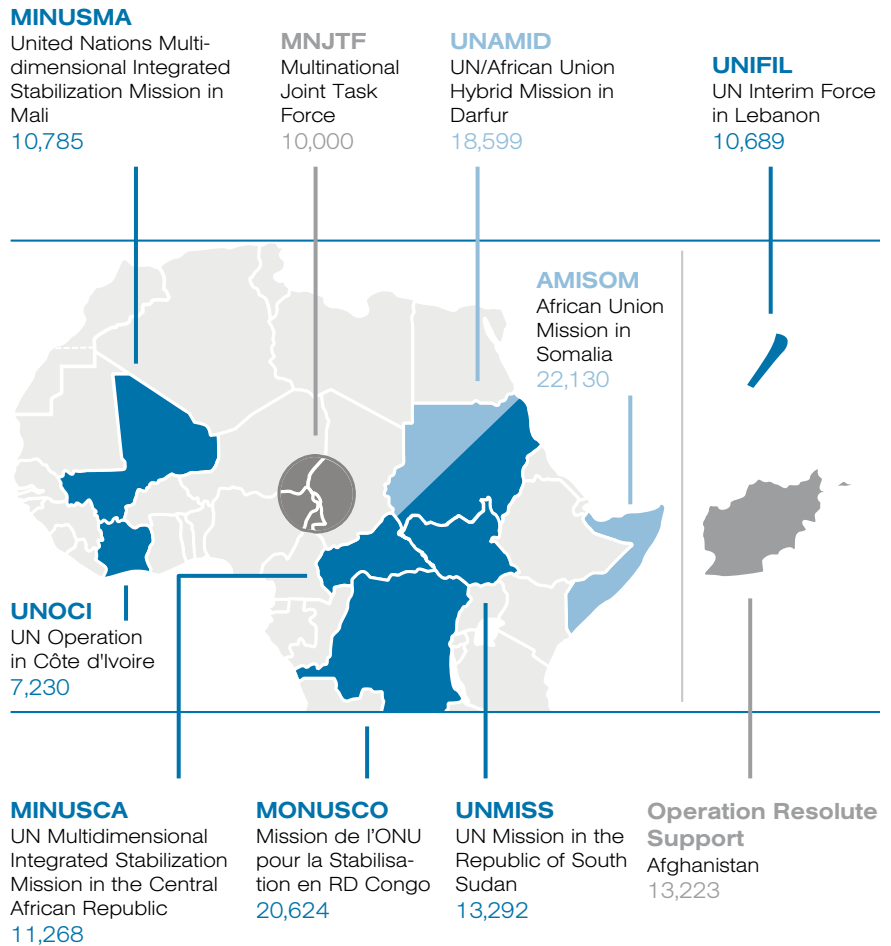 MINUSMA
United Nations Multi-
dimensional Integrated
Stabilization Mission in
Mali
10,785
MNJTF
Multinational
Joint Task
Force
10,000
UNAMID
UN/African Union
Hybrid Mission in
Darfur
18,599
UNIFIL
UN Interim Force
in Lebanon
10,689
AMISOM
African Union
Mission in
Somalia
22,130
UNOCI
UN Operation
in Côte d'Ivoire
7,230
MINUSCA
UN Multidimensional
Integrated Stabilization
Mission in the Central
African Republic
11,268
MONUSCO
Mission de l’ONU
pour la Stabilisa-
tion en RD Congo
20,624
UNMISS
UN Mission in the
Republic of South
Sudan
13,292
Operation Resolute
Support
Afghanistan
13,223